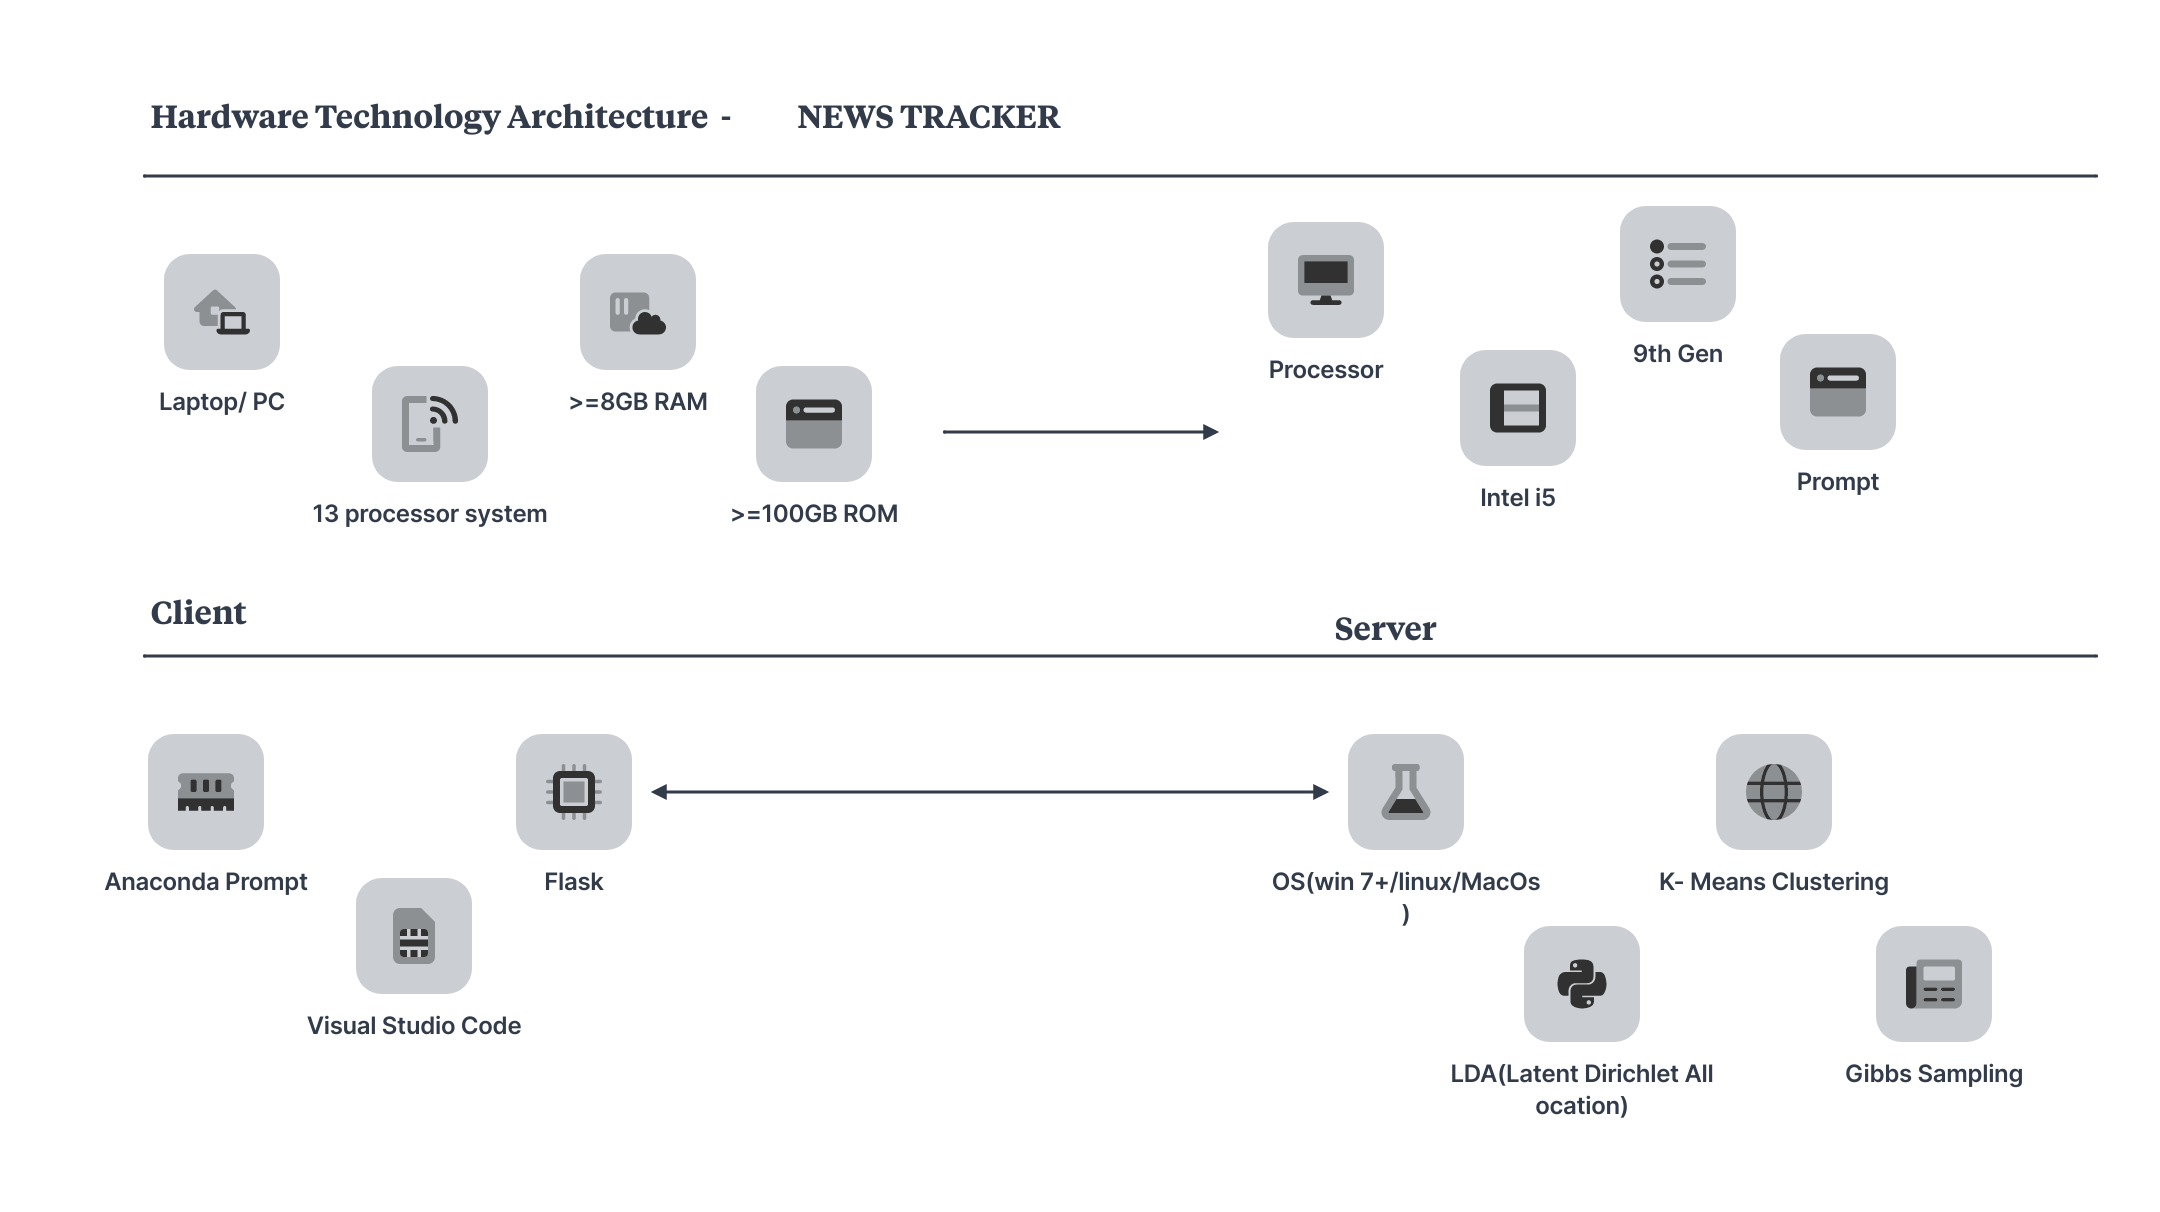 Hardware Technology Architecture - NEWS TRACKER
Laptop/ PC
13 processor system
>=8GB RAM
>=100GB ROM
Processor
Intel i5
9th Gen
Prompt
Client
Server
Anaconda Prompt
Visual Studio Code
Flask
OS(win 7+/linux/MacOs
)
K- Means Clustering
LDA(Latent Dirichlet All
ocation)
Gibbs Sampling